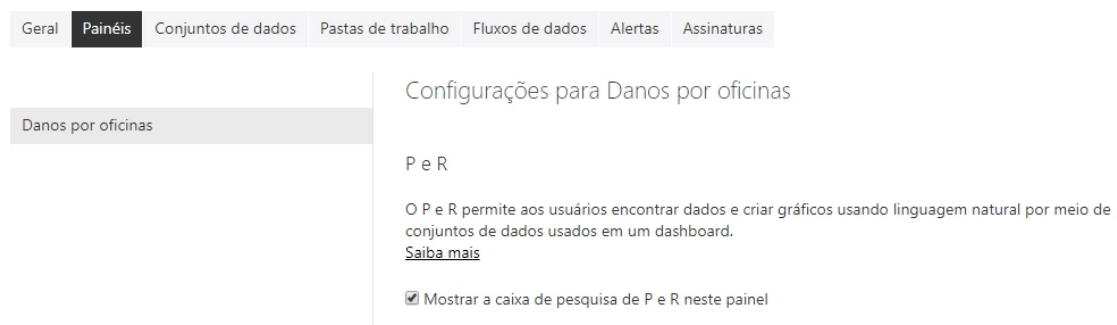 Geral Painéis Conjuntos de dados Pastas de trabalho Fluxos de dados Alertas Assinaturas
Danos por oficinas
Configurações para Danos por oficinas
P e R
O P e R permite aos usuários encontrar dados e criar gráficos usando linguagem natural por meio de
conjuntos de dados usados em um dashboard.
Saiba mais
Mostrar a caixa de pesquisa de P e R neste painel